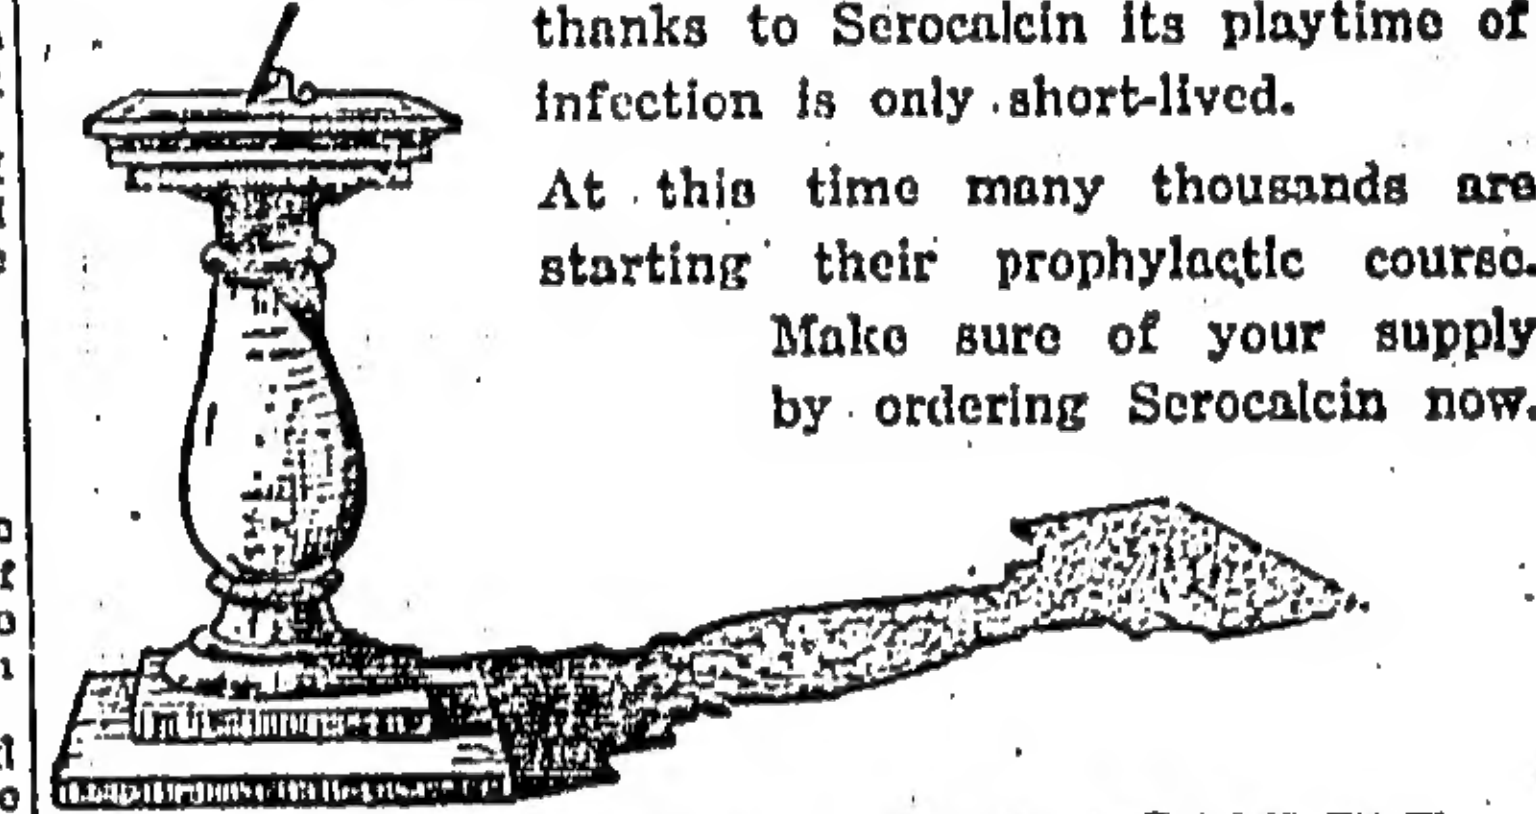 thanks to Serocalcin its playtime of
infection is only short-lived.
At this time many thousands are
starting their prophylactic course.
Make sure of your supply
by ordering Serocalcin now.